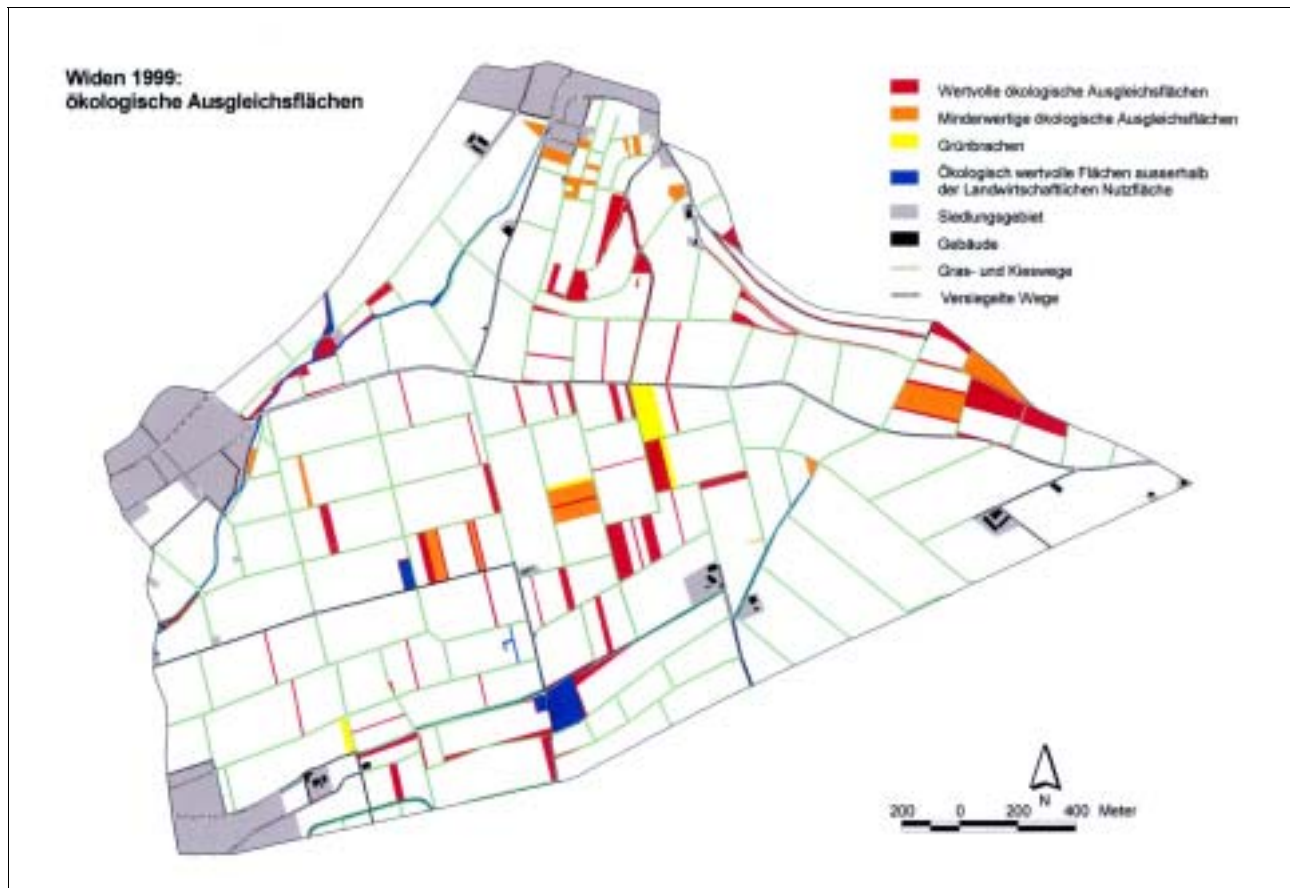 Widen 1999:
ökologische Ausgleichsflächen
Wertvolle ökologische Ausgleichsflächen
Minderwertige ökologische Ausgleichsflächen
Grünbrachen
Ökologisch wertvolle Flächen ausserhalb
der Landwirtschaftlichen Nutzfläche
Siedlungsgebiet
Gebäude
Gras- und Kieswege
Versiegelte Wege
N
200 0 200 400 Meter